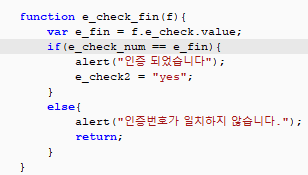 function e_check_fin(f){
var e_fin = f.e_check.value;
if(e_check_num == e_fin){
alert("인증 되었습니다");
e_check2 = "yes";
}
else{
alert("인증번호가 일치하지 않습니다.");
return;
}
}